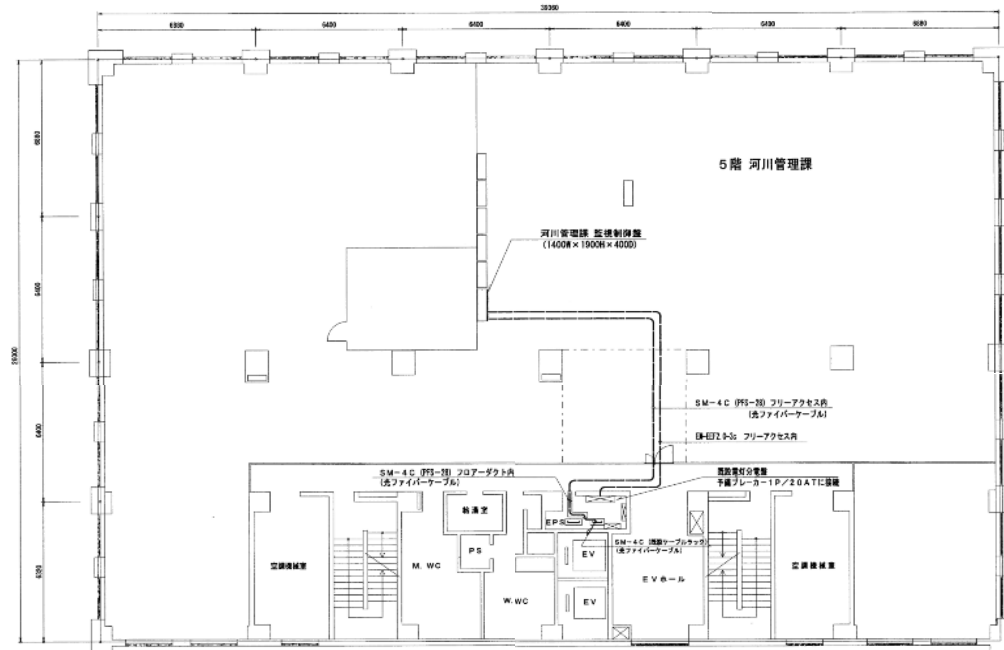 39360
6880
6400
6400
6400
6400
6880
6880
5階 河川管理課
河川管理課 監視制御盤
(1400W×1900H×400D)
6400
26000
SM-4C (PFS-28) フリーアクセス内
(光ファイバーケーブル)
6400
EM-EEF2.0-3c フリーアクセス内
SM-4C (PFS-28) フロアーダクト内
(光ファイバーケーブル)
既設電灯分電盤
予備ブレーカー1P/20ATに接続
給湯室
EPS
SM-4C (既設ケーブルラック)
(光ファイバーケーブル)
PS
EV
空調機械室
M.WC
EVホール
空調機械室
W.WC
EV